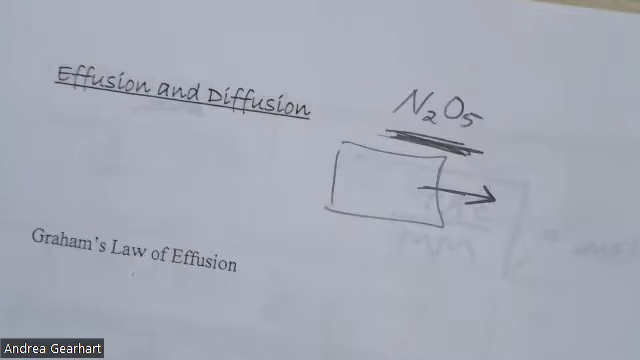 Effusion and Diffusion
N₂O₅
Graham's Law of Effusion
Andrea Gearhart